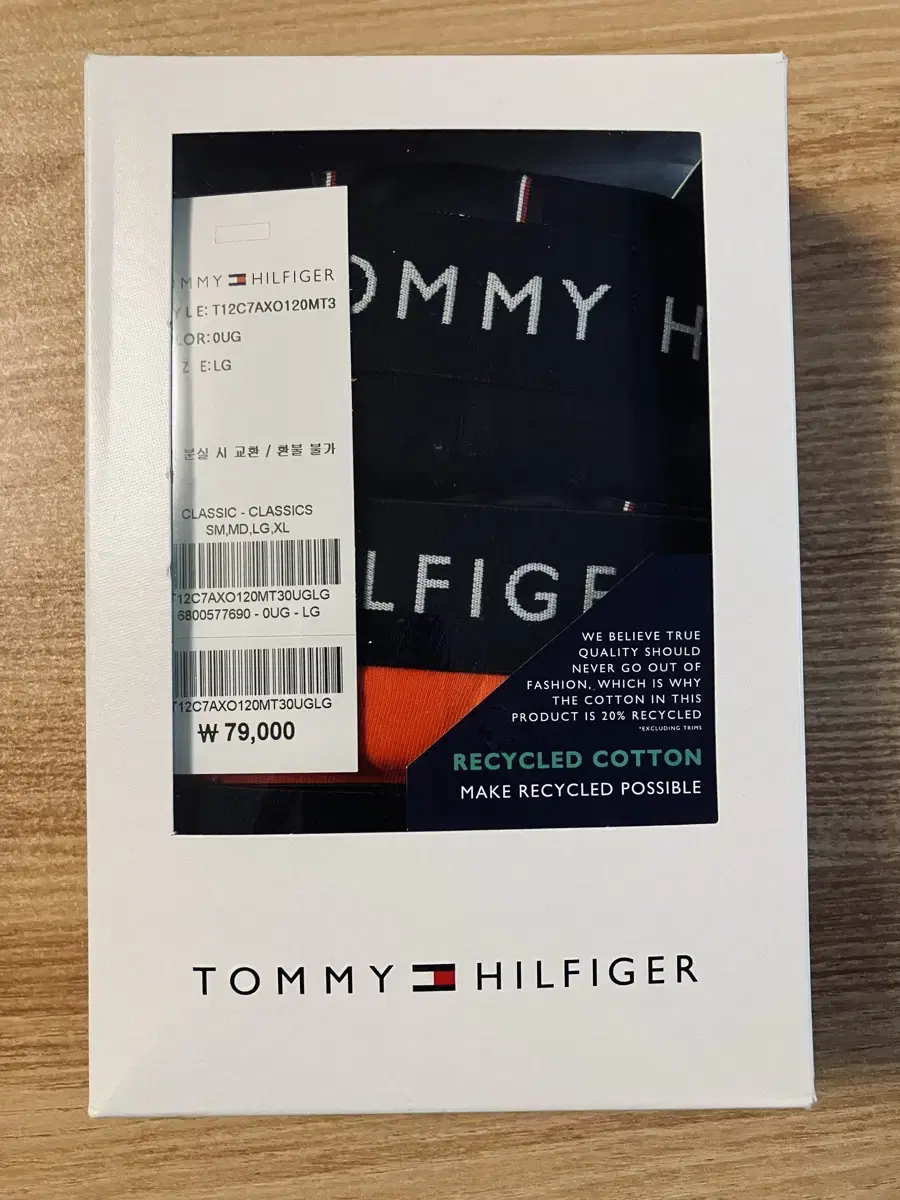 OMMY H
MMY HILFIGER
YLE: T12C7AXO120MT3
LOR: 0UG
Z E: LG
분실 시 교환 / 환불 불가
CLASSIC - CLASSICS
SM,MD,LG,XL
T12C7AXO120MT30UGLG
6800577690 - 0UG - LG
T12C7AXO120MT30UGLG
₩ 79,000
LFIGE
WE BELIEVE TRUE
QUALITY SHOULD
NEVER GO OUT OF
FASHION, WHICH IS WHY
THE COTTON IN THIS
PRODUCT IS 20% RECYCLED
*EXCLUDING TRIMS
RECYCLED COTTON
MAKE RECYCLED POSSIBLE
TOMMY HILFIGER